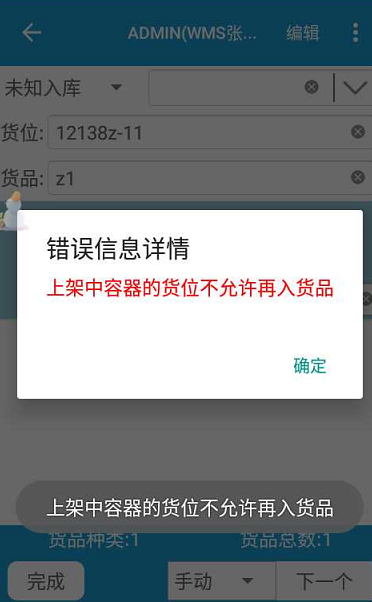 ADMIN(WMS张... 编辑
未知入库
货位: 12138z-11
货品: z1
错误信息详情
上架中容器的货位不允许再入货品
确定
上架中容器的货位不允许再入货品
货品种类:1 货品总数:1
完成 手动 下一个